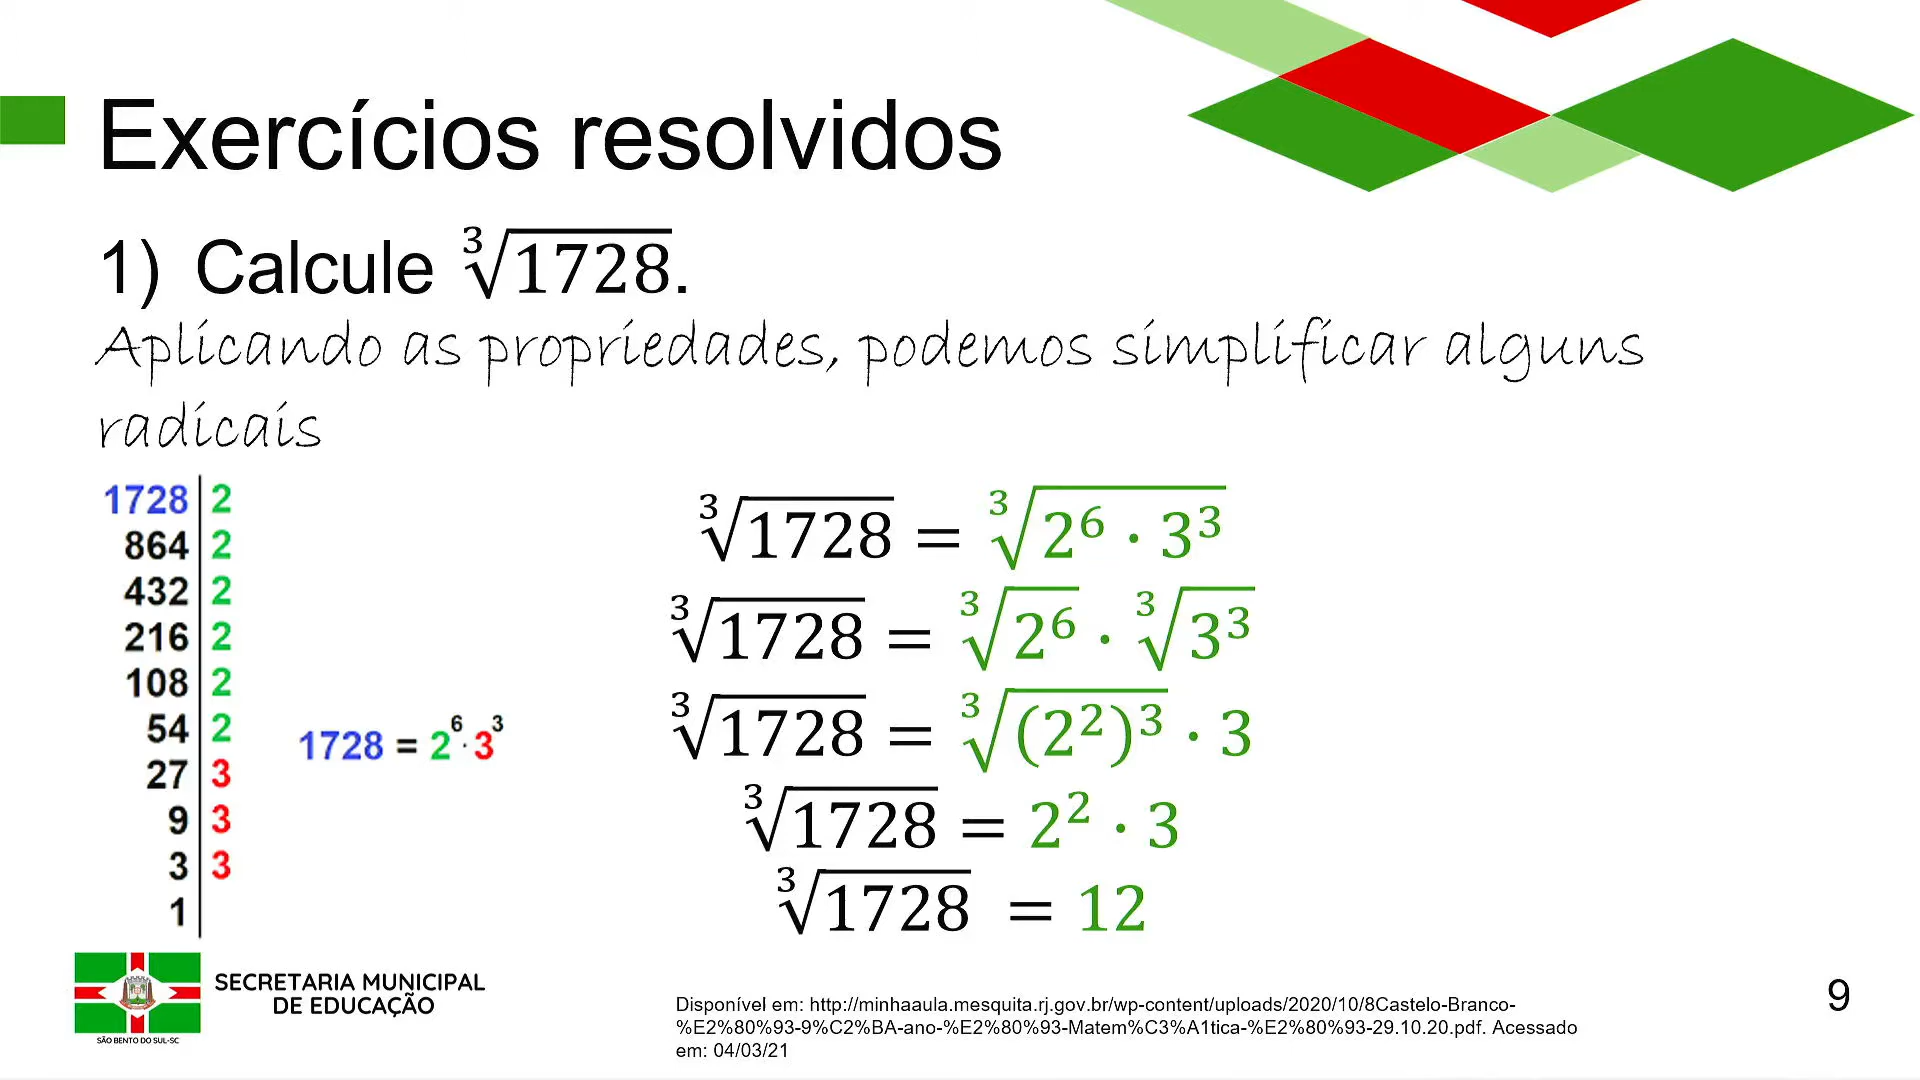 Exercícios resolvidos
1) Calcule ∛1728.
Aplicando as propriedades, podemos simplificar alguns
radicais
1728 2
864 2
432 2
216 2
108 2
54 2
27 3
9 3
3 3
1
1728 = 2⁶ · 3³
∛1728 = ∛(2⁶ · 3³)
∛1728 = ∛2⁶ · ∛3³
∛1728 = ∛(2²)³ · 3
∛1728 = 2² · 3
∛1728 = 12
SECRETARIA MUNICIPAL
DE EDUCAÇÃO
SÃO BENTO DO SUL-SC
Disponível em: http://minhaaula.mesquita.rj.gov.br/wp-content/uploads/2020/10/8Castelo-Branco-
%E2%80%93-9%C2%BA-ano-%E2%80%93-Matem%C3%A1tica-%E2%80%93-29.10.20.pdf. Acessado
em: 04/03/21
9